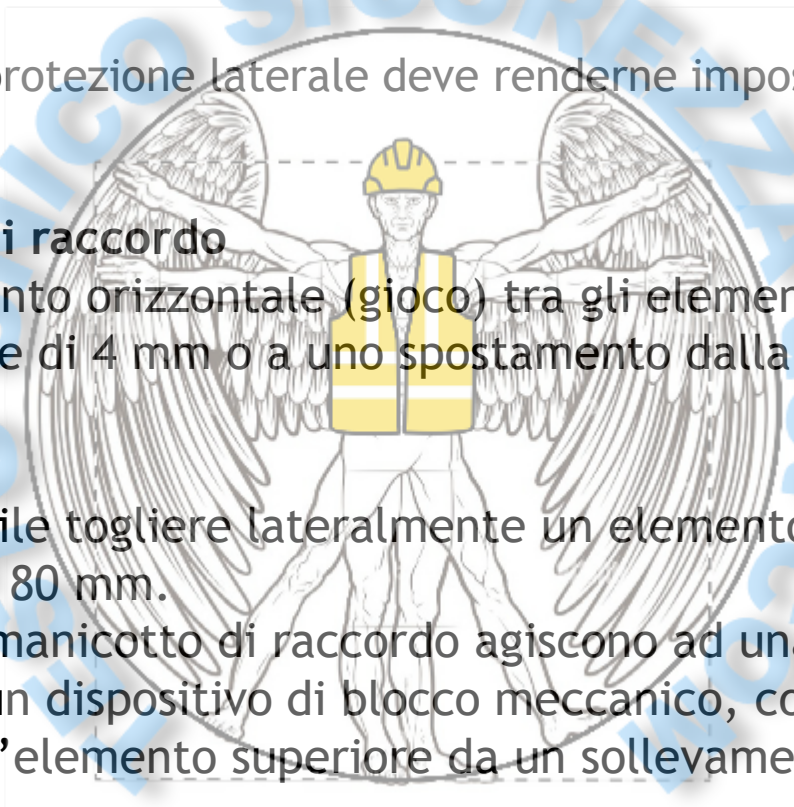 protezione laterale deve renderne impos
i raccordo
nto orizzontale (gioco) tra gli elemen
e di 4 mm o a uno spostamento dalla
ile togliere lateralmente un elemento
80 mm.
manicotto di raccordo agiscono ad una
un dispositivo di blocco meccanico, co
l’elemento superiore da un sollevame